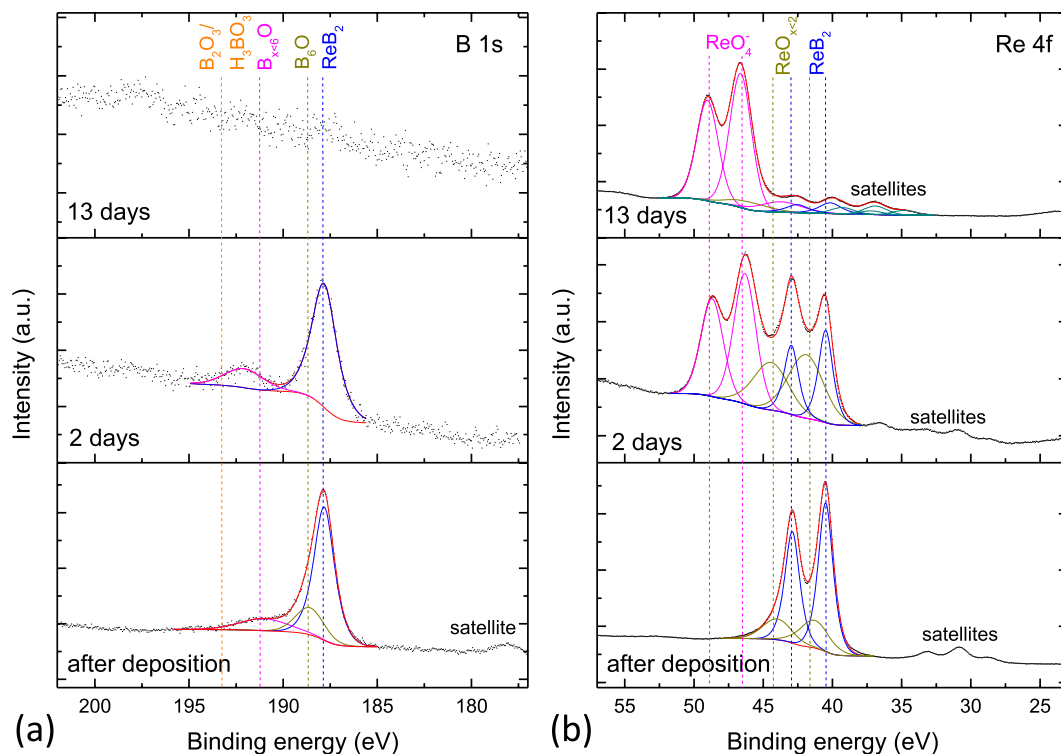 B₂O₃/
H₃BO₃
Bₓ<₆O
B₆O
ReB₂
B 1s
13 days
2 days
satellite
after deposition
Intensity (a.u.)
200 195 190 185 180
Binding energy (eV)
(a)
ReO₄⁻
ReOₓ<₂
ReB₂
Re 4f
satellites
13 days
satellites
2 days
satellites
after deposition
Intensity (a.u.)
55 50 45 40 35 30 25
Binding energy (eV)
(b)